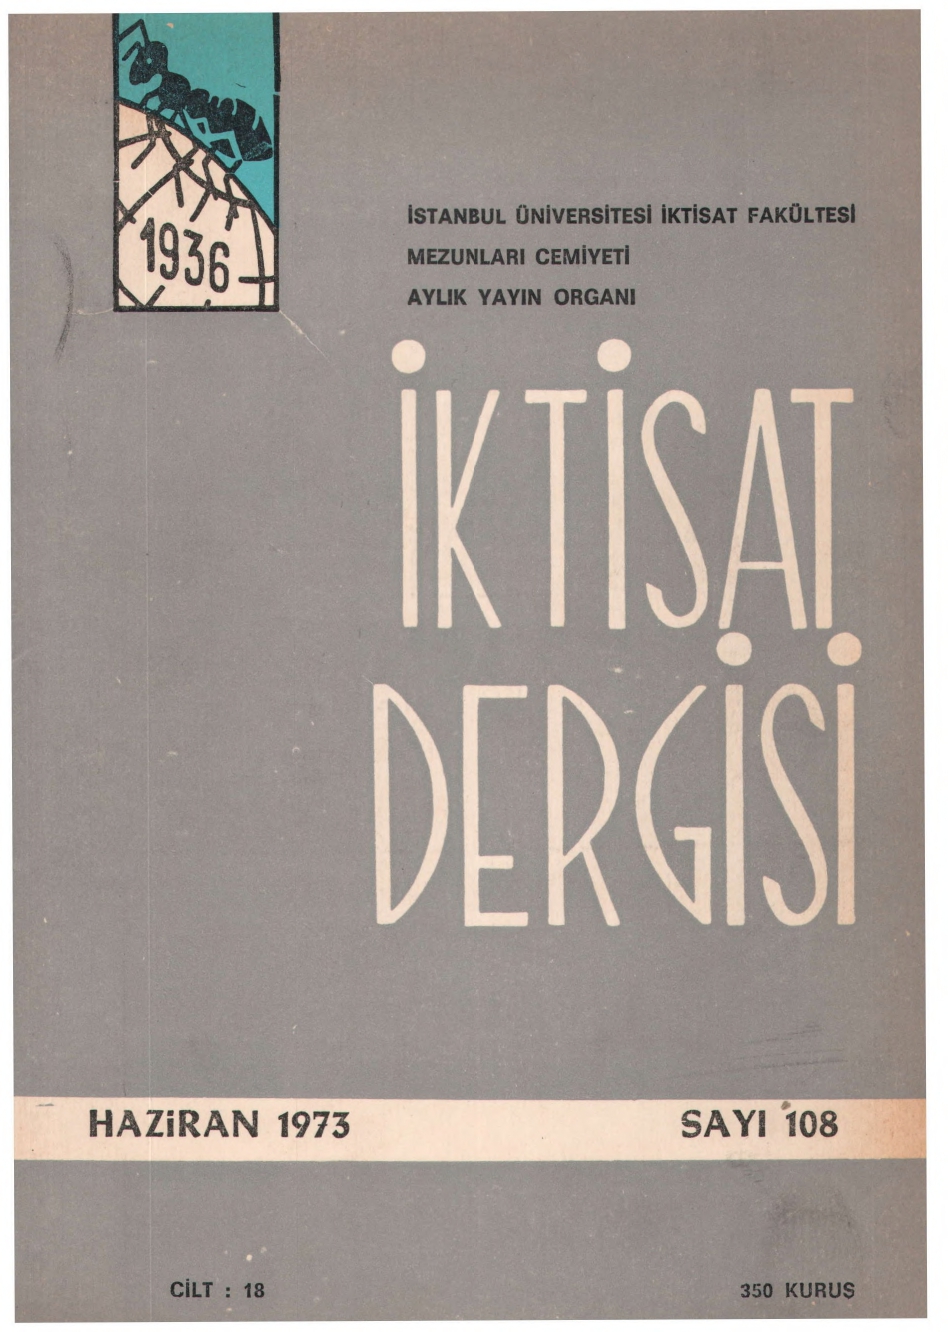 1936
İSTANBUL ÜNİVERSİTESİ İKTİSAT FAKÜLTESİ
MEZUNLARI CEMİYETİ
AYLIK YAYIN ORGANI
İKTİSAT
DERGİSİ
HAZİRAN 1973 SAYI 108
CİLT : 18 350 KURUŞ